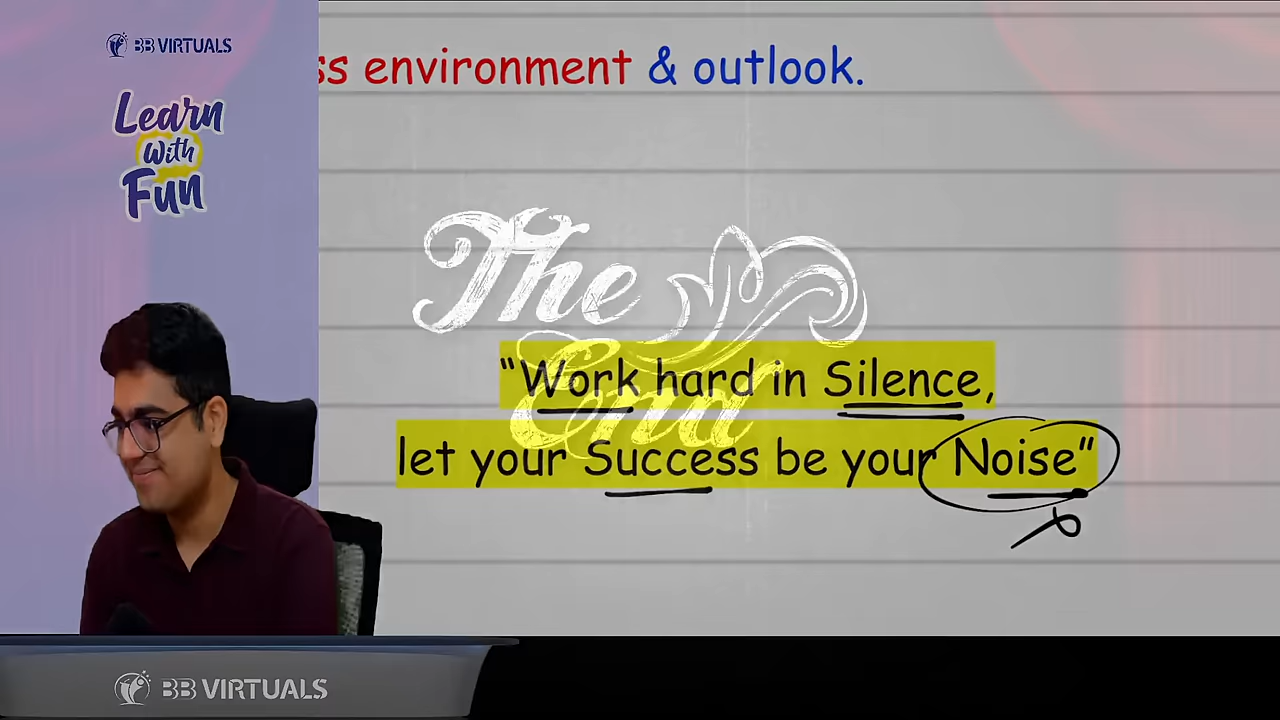 BB VIRTUALS
Learn
With
Fun
ss environment & outlook.
The
End
"Work hard in Silence,
let your Success be your Noise"
BB VIRTUALS